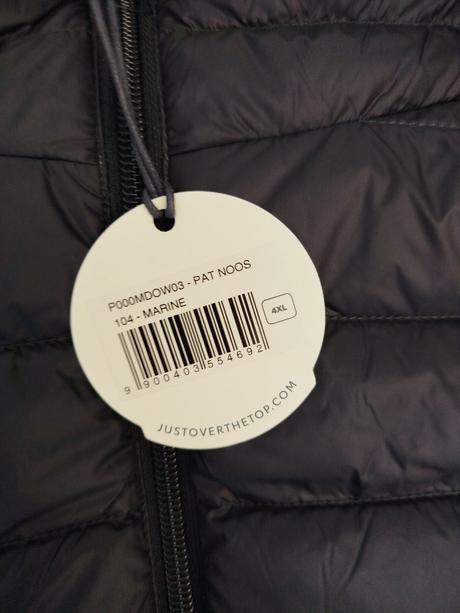 P000MDOW03 - PAT NOOS
104 - MARINE
4XL
9 900403 554692
JUSTOVERTHETOP.COM